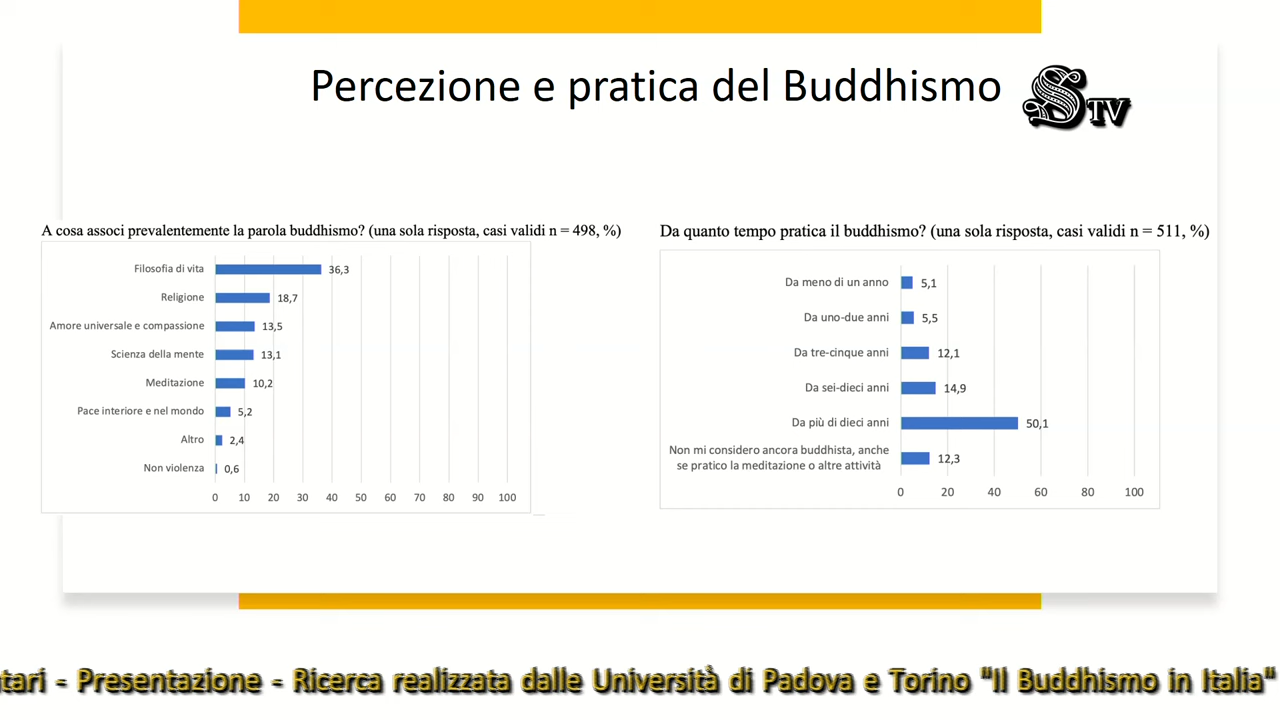 Percezione e pratica del Buddhismo
S TV
A cosa associ prevalentemente la parola buddhismo? (una sola risposta, casi validi n = 498, %)
Filosofia di vita 36,3
Religione 18,7
Amore universale e compassione 13,5
Scienza della mente 13,1
Meditazione 10,2
Pace interiore e nel mondo 5,2
Altro 2,4
Non violenza 0,6
0 10 20 30 40 50 60 70 80 90 100
Da quanto tempo pratica il buddhismo? (una sola risposta, casi validi n = 511, %)
Da meno di un anno 5,1
Da uno-due anni 5,5
Da tre-cinque anni 12,1
Da sei-dieci anni 14,9
Da più di dieci anni 50,1
Non mi considero ancora buddhista, anche
se pratico la meditazione o altre attività 12,3
0 20 40 60 80 100
tari - Presentazione - Ricerca realizzata dalle Università di Padova e Torino "Il Buddhismo in Italia"